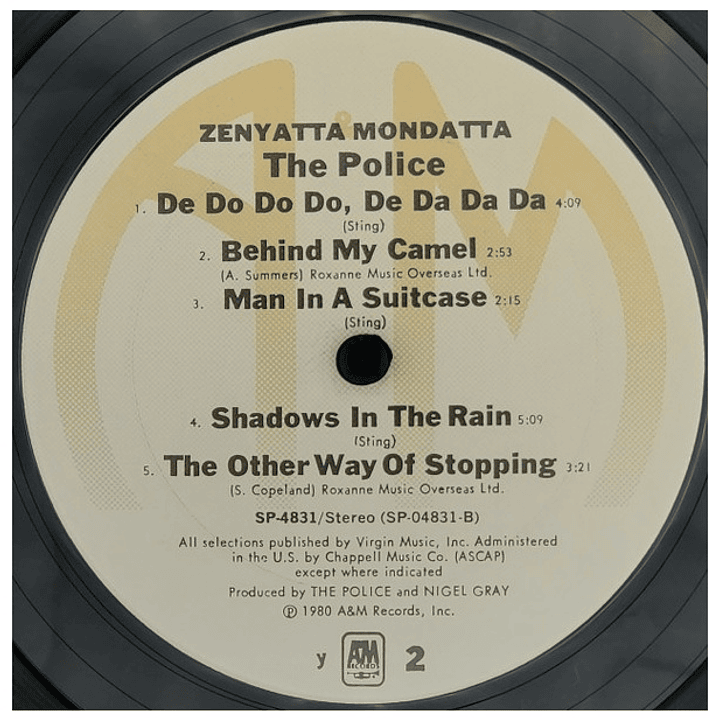 ZENYATTA MONDATTA
The Police
1. De Do Do Do, De Da Da Da 4:09
(Sting)
2. Behind My Camel 2:53
(A. Summers) Roxanne Music Overseas Ltd.
3. Man In A Suitcase 2:15
(Sting)
4. Shadows In The Rain 5:09
(Sting)
5. The Other Way Of Stopping 3:21
(S. Copeland) Roxanne Music Overseas Ltd.
SP-4831/Stereo (SP-04831-B)
All selections published by Virgin Music, Inc. Administered
in the U.S. by Chappell Music Co. (ASCAP)
except where indicated
Produced by THE POLICE and NIGEL GRAY
℗ 1980 A&M Records, Inc.
y A&M RECORDS 2